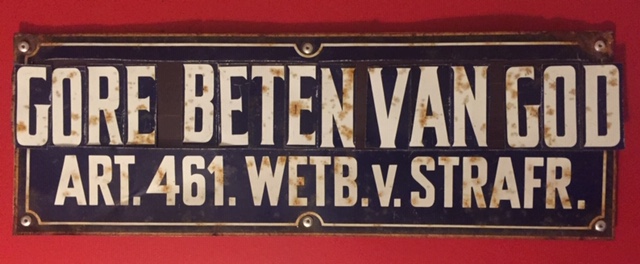 GORE BETEN VAN GOD
ART. 461. WETB. v. STRAFR.